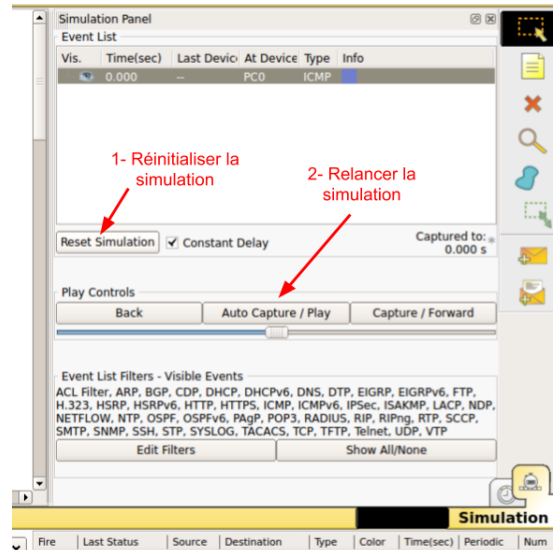 Simulation Panel
Event List
Vis. Time(sec) Last Devic At Device Type Info
0.000 -- PC0 ICMP
1- Réinitialiser la
simulation
2- Relancer la
simulation
Reset Simulation Constant Delay Captured to:
0.000 s
Play Controls
Back Auto Capture / Play Capture / Forward
Event List Filters - Visible Events
ACL Filter, ARP, BGP, CDP, DHCP, DHCPv6, DNS, DTP, EIGRP, EIGRPv6, FTP,
H.323, HSRP, HSRPv6, HTTP, HTTPS, ICMP, ICMPv6, IPSec, ISAKMP, LACP, NDP,
NETFLOW, NTP, OSPF, OSPFv6, PAgP, POP3, RADIUS, RIP, RIPng, RTP, SCCP,
SMTP, SNMP, SSH, STP, SYSLOG, TACACS, TCP, TFTP, Telnet, UDP, VTP
Edit Filters Show All/None
Simulation
Fire Last Status Source Destination Type Color Time(sec) Periodic Num